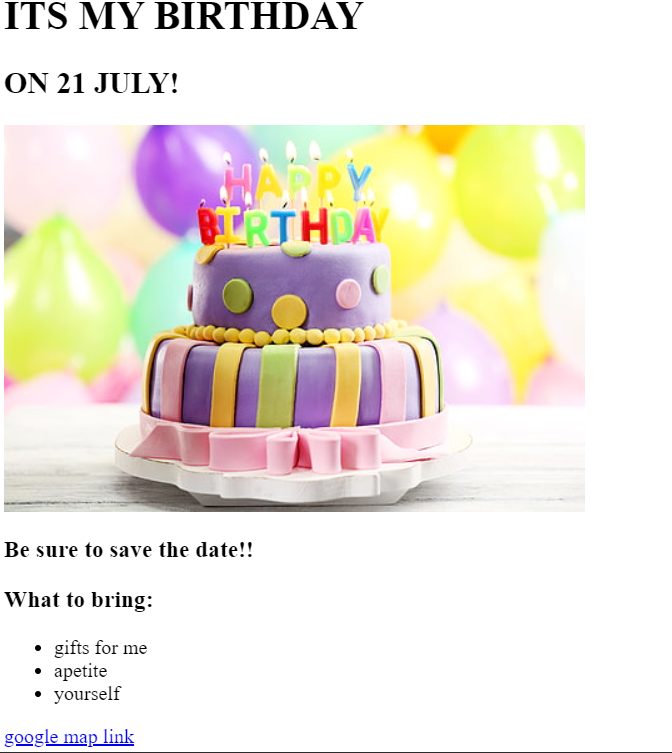 ITS MY BIRTHDAY
ON 21 JULY!
HAPPY
BIRTHDAY
Be sure to save the date!!
What to bring:
gifts for me
apetite
yourself
google map link